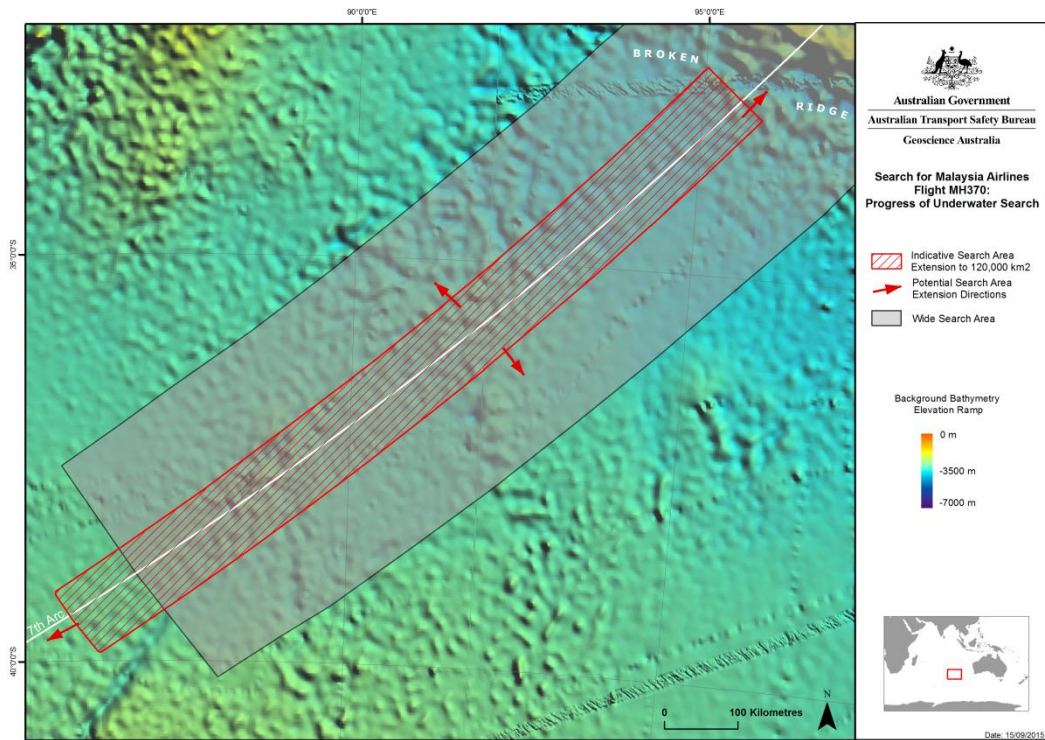 90°0'0"E
95°0'0"E
BROKEN
RIDGE
35°0'0"S
7th Arc
40°0'0"S
0
100 Kilometres
N
Australian Government
Australian Transport Safety Bureau
Geoscience Australia
Search for Malaysia Airlines
Flight MH370:
Progress of Underwater Search
Indicative Search Area
Extension to 120,000 km2
Potential Search Area
Extension Directions
Wide Search Area
Background Bathymetry
Elevation Ramp
0 m
-3500 m
-7000 m
Date: 15/09/2015